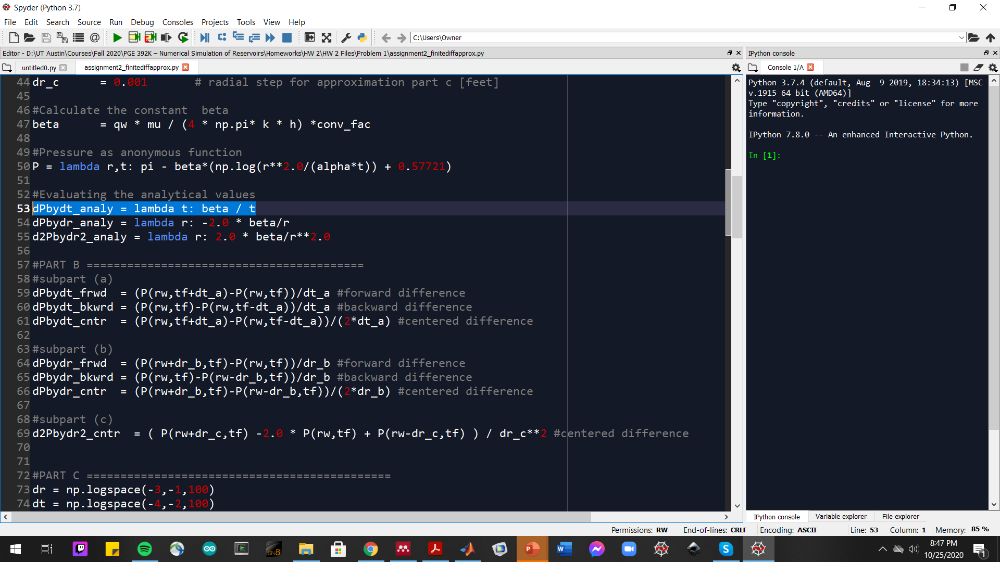 Spyder (Python 3.7)
File Edit Search Source Run Debug Consoles Projects Tools View Help
C:\Users\Owner
Editor - D:\UT Austin\Courses\Fall 2020\PGE 392K – Numerical Simulation of Reservoirs\Homeworks\HW 2\HW 2 Files\Problem 1\assignment2_finitediffapprox.py
untitled0.py assignment2_finitediffapprox.py
44 dr_c      = 0.001       # radial step for approximation part c [feet]
45
46 #Calculate the constant  beta
47 beta      = qw * mu / (4 * np.pi* k * h) *conv_fac
48
49 #Pressure as anonymous function
50 P = lambda r,t: pi - beta*(np.log(r**2.0/(alpha*t)) + 0.57721)
51
52 #Evaluating the analytical values
53 dPbydt_analy = lambda t: beta / t
54 dPbydr_analy = lambda r: -2.0 * beta/r
55 d2Pbydr2_analy = lambda r: 2.0 * beta/r**2.0
56
57 #PART B =========================================
58 #subpart (a)
59 dPbydt_frwd  = (P(rw,tf+dt_a)-P(rw,tf))/dt_a #forward difference
60 dPbydt_bkwrd = (P(rw,tf)-P(rw,tf-dt_a))/dt_a #backward difference
61 dPbydt_cntr  = (P(rw,tf+dt_a)-P(rw,tf-dt_a))/(2*dt_a) #centered difference
62
63 #subpart (b)
64 dPbydr_frwd  = (P(rw+dr_b,tf)-P(rw,tf))/dr_b #forward difference
65 dPbydr_bkwrd = (P(rw,tf)-P(rw-dr_b,tf))/dr_b #backward difference
66 dPbydr_cntr  = (P(rw+dr_b,tf)-P(rw-dr_b,tf))/(2*dr_b) #centered difference
67
68 #subpart (c)
69 d2Pbydr2_cntr  = ( P(rw+dr_c,tf) -2.0 * P(rw,tf) + P(rw-dr_c,tf) ) / dr_c**2 #centered difference
70
71
72 #PART C =============================================
73 dr = np.logspace(-3,-1,100)
74 dt = np.logspace(-4,-2,100)
IPython console
Console 1/A
Python 3.7.4 (default, Aug  9 2019, 18:34:13) [MSC
v.1915 64 bit (AMD64)]
Type "copyright", "credits" or "license" for more
information.
IPython 7.8.0 -- An enhanced Interactive Python.
In [1]:
IPython console Variable explorer File explorer
Permissions: RW End-of-lines: CRLF Encoding: ASCII Line: 53 Column: 1 Memory: 85 %
SN8
8:47 PM
10/25/2020
1